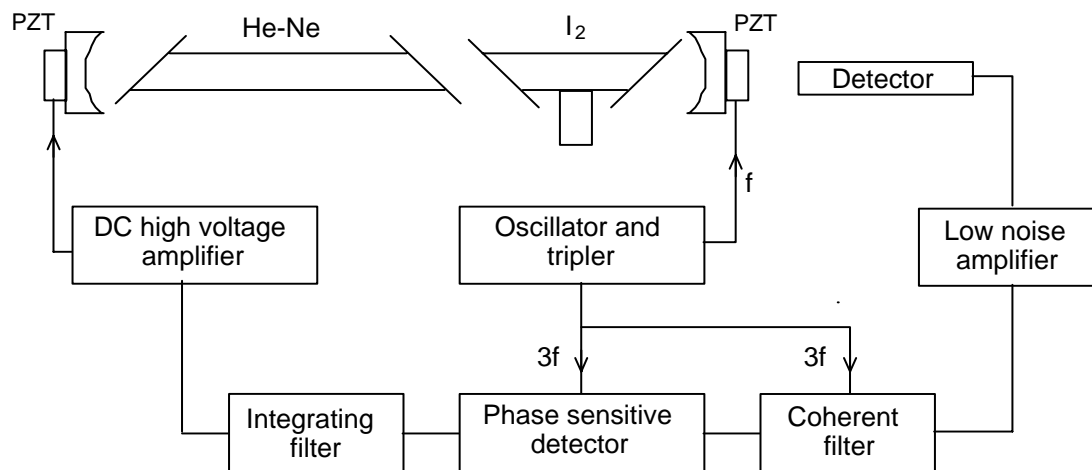 PZT
He-Ne
I2
PZT
Detector
f
DC high voltage
amplifier
Oscillator and
tripler
Low noise
amplifier
3f
3f
Integrating
filter
Phase sensitive
detector
Coherent
filter